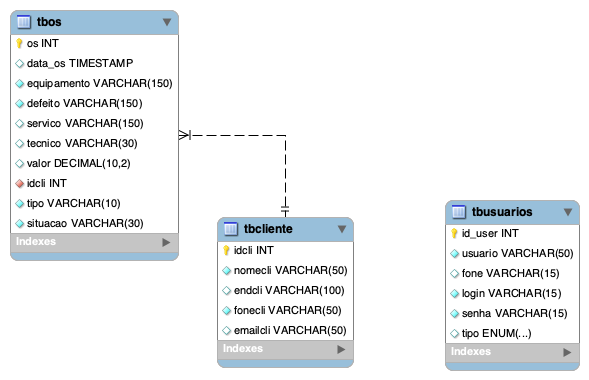 tbos
os INT
data_os TIMESTAMP
equipamento VARCHAR(150)
defeito VARCHAR(150)
servico VARCHAR(150)
tecnico VARCHAR(30)
valor DECIMAL(10,2)
idcli INT
tipo VARCHAR(10)
situacao VARCHAR(30)
Indexes
tbcliente
idcli INT
nomecli VARCHAR(50)
endcli VARCHAR(100)
fonecli VARCHAR(50)
emailcli VARCHAR(50)
Indexes
tbusuarios
id_user INT
usuario VARCHAR(50)
fone VARCHAR(15)
login VARCHAR(15)
senha VARCHAR(15)
tipo ENUM(...)
Indexes